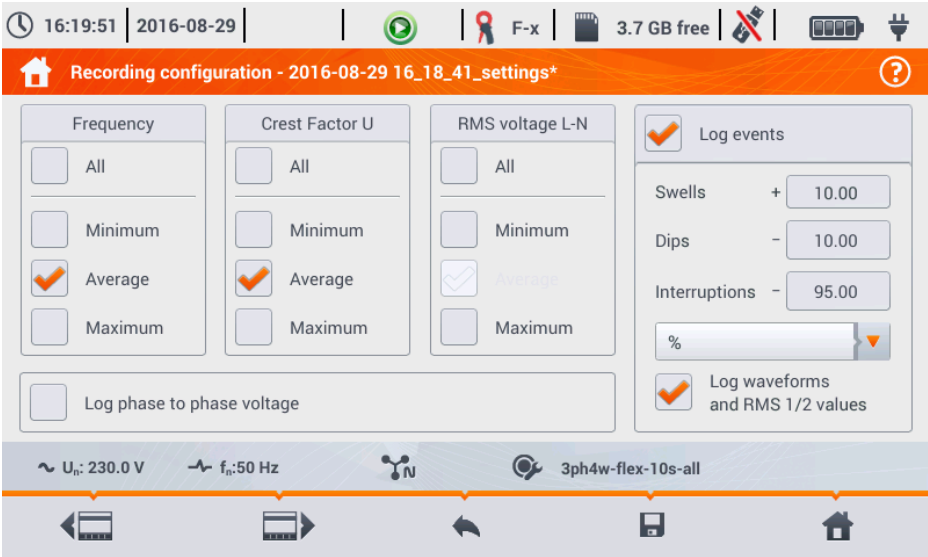 16:19:51 2016-08-29 F-x 3.7 GB free
Recording configuration - 2016-08-29 16_18_41_settings* ?
Frequency
All
Minimum
Average
Maximum
Crest Factor U
All
Minimum
Average
Maximum
RMS voltage L-N
All
Minimum
Average
Maximum
Log phase to phase voltage
Log events
Swells + 10.00
Dips - 10.00
Interruptions - 95.00
%
Log waveforms
and RMS 1/2 values
Un: 230.0 V fn:50 Hz N 3ph4w-flex-10s-all